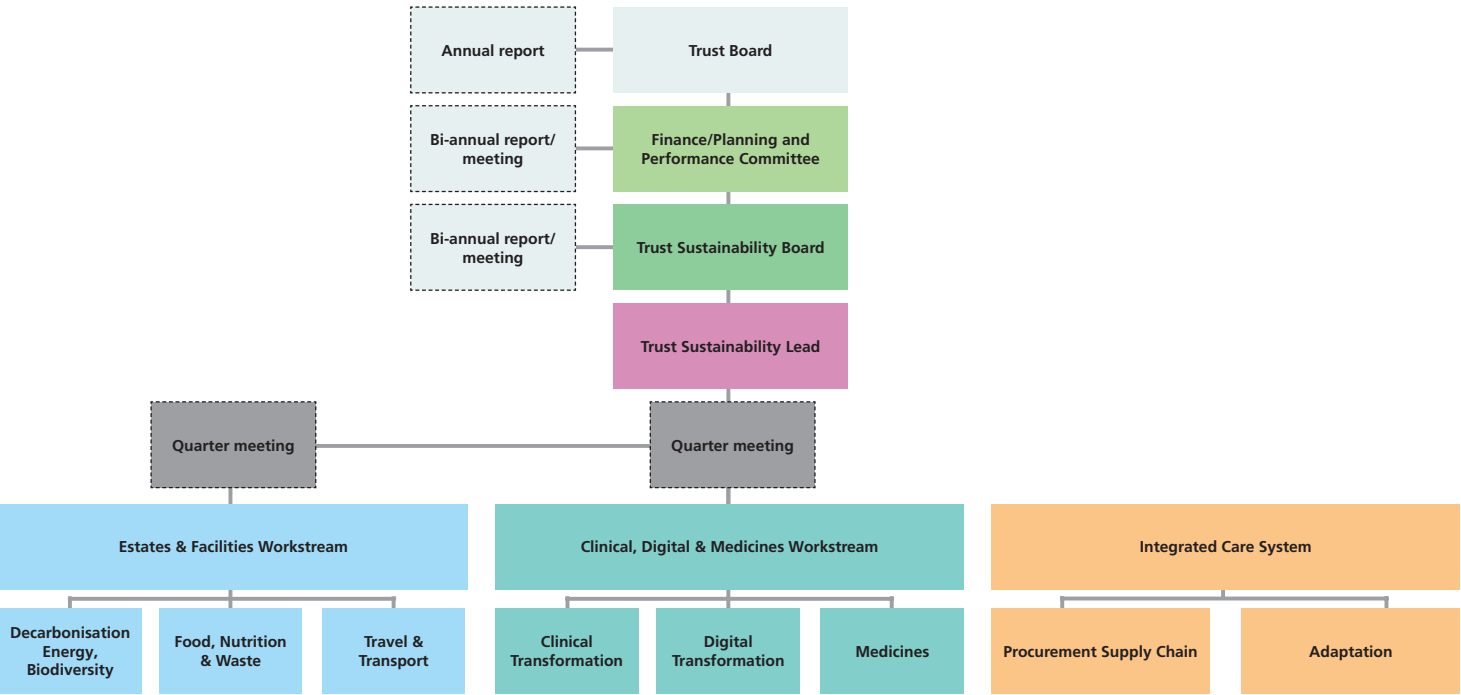 Annual report
Trust Board
Bi-annual report/
meeting
Finance/Planning and
Performance Committee
Bi-annual report/
meeting
Trust Sustainability Board
Trust Sustainability Lead
Quarter meeting
Quarter meeting
Estates & Facilities Workstream
Clinical, Digital & Medicines Workstream
Integrated Care System
Decarbonisation
Energy,
Biodiversity
Food, Nutrition
& Waste
Travel &
Transport
Clinical
Transformation
Digital
Transformation
Medicines
Procurement Supply Chain
Adaptation